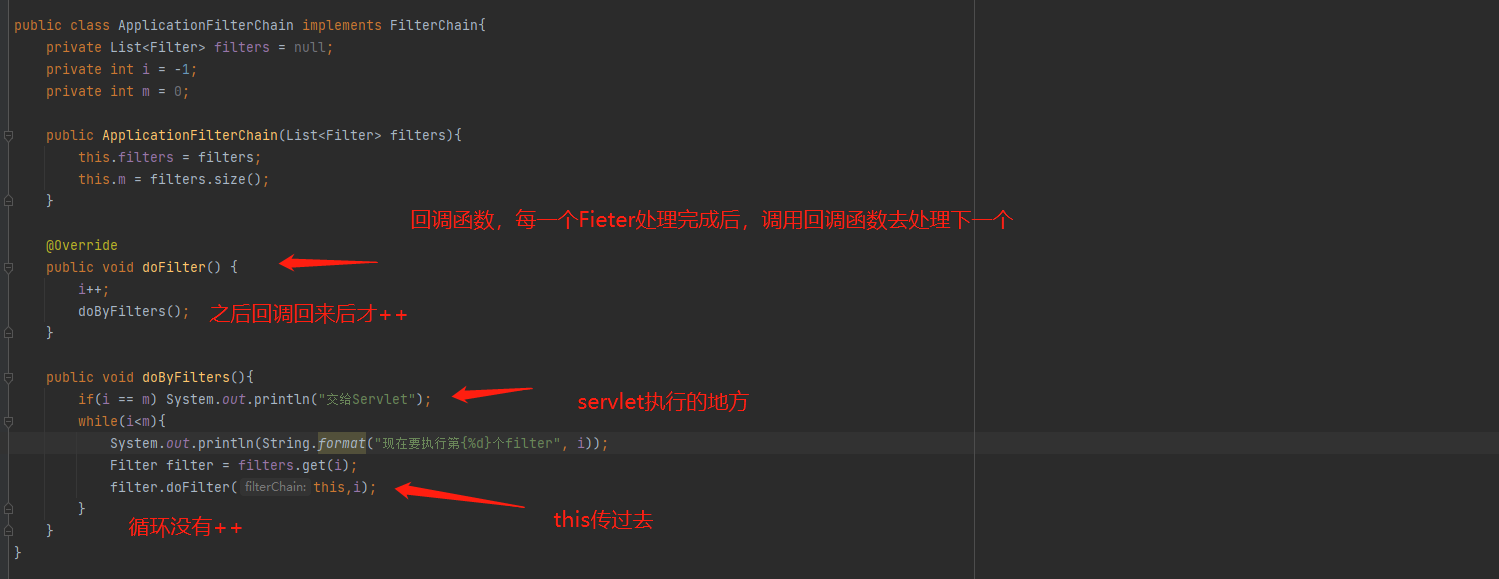 public class ApplicationFilterChain implements FilterChain{
private List<Filter> filters = null;
private int i = -1;
private int m = 0;
public ApplicationFilterChain(List<Filter> filters){
this.filters = filters;
this.m = filters.size();
}
回调函数，每一个Fieter处理完成后，调用回调函数去处理下一个
@Override
public void doFilter() {
i++;
doByFilters(); 之后回调回来后才++
}
public void doByFilters(){
if(i == m) System.out.println("交给Servlet"); servlet执行的地方
while(i<m){
System.out.println(String.format("现在要执行第{%d}个filter", i));
Filter filter = filters.get(i);
filter.doFilter( filterChain: this,i);
}
循环没有++ this传过去
}
}